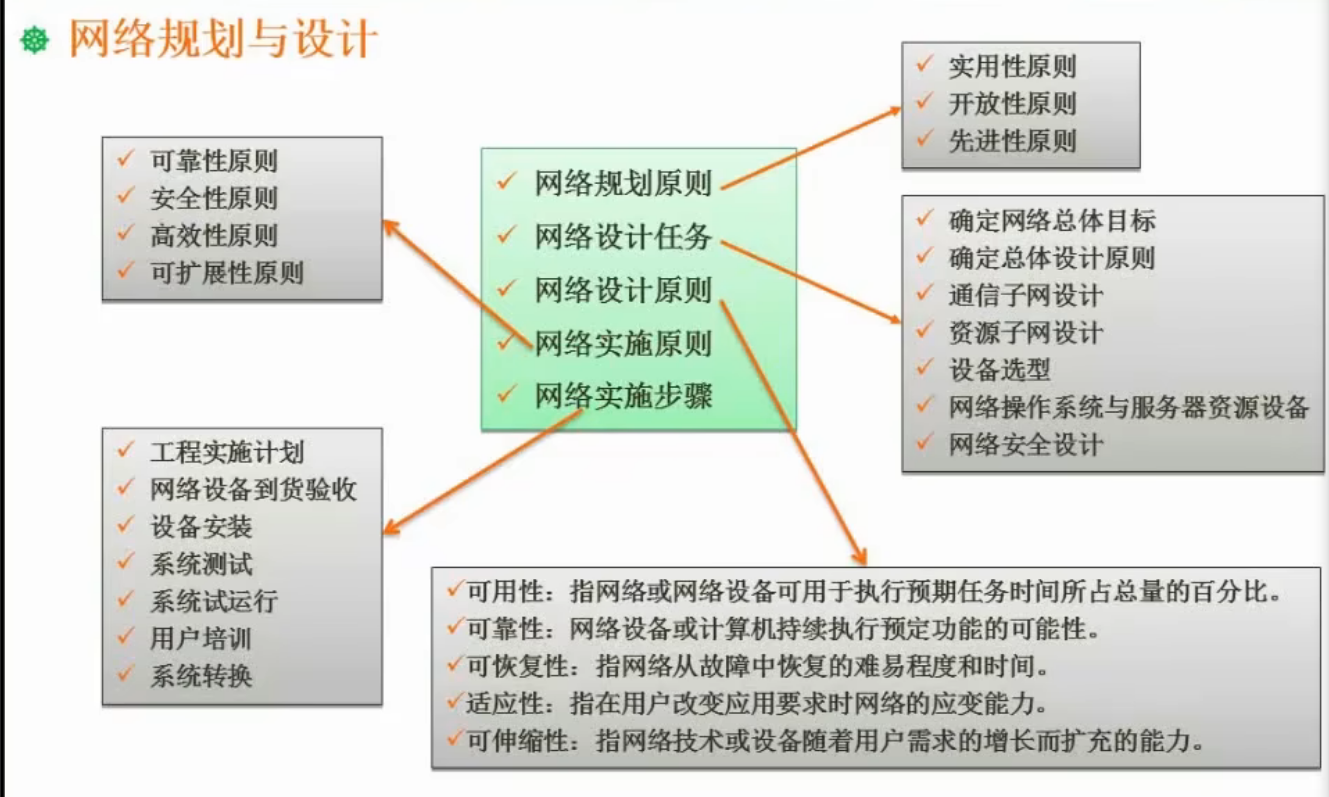 网络规划与设计
✓ 实用性原则
✓ 开放性原则
✓ 先进性原则
✓ 可靠性原则
✓ 安全性原则
✓ 高效性原则
✓ 可扩展性原则
✓ 网络规划原则
✓ 网络设计任务
✓ 网络设计原则
✓ 网络实施原则
✓ 网络实施步骤
✓ 确定网络总体目标
✓ 确定总体设计原则
✓ 通信子网设计
✓ 资源子网设计
✓ 设备选型
✓ 网络操作系统与服务器资源设备
✓ 网络安全设计
✓ 工程实施计划
✓ 网络设备到货验收
✓ 设备安装
✓ 系统测试
✓ 系统试运行
✓ 用户培训
✓ 系统转换
✓可用性：指网络或网络设备可用于执行预期任务时间所占总量的百分比。
✓可靠性：网络设备或计算机持续执行预定功能的可能性。
✓可恢复性：指网络从故障中恢复的难易程度和时间。
✓适应性：指在用户改变应用要求时网络的应变能力。
✓可伸缩性：指网络技术或设备随着用户需求的增长而扩充的能力。